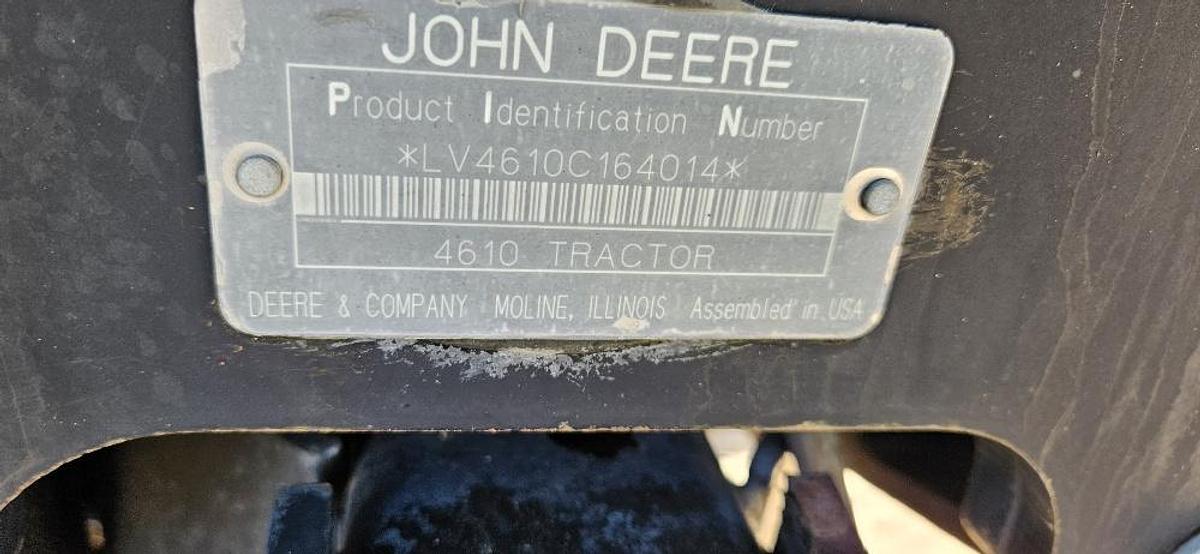 JOHN DEERE
Product Identification Number
*LV4610C164014*
4610 TRACTOR
DEERE & COMPANY MOLINE, ILLINOIS Assembled in USA